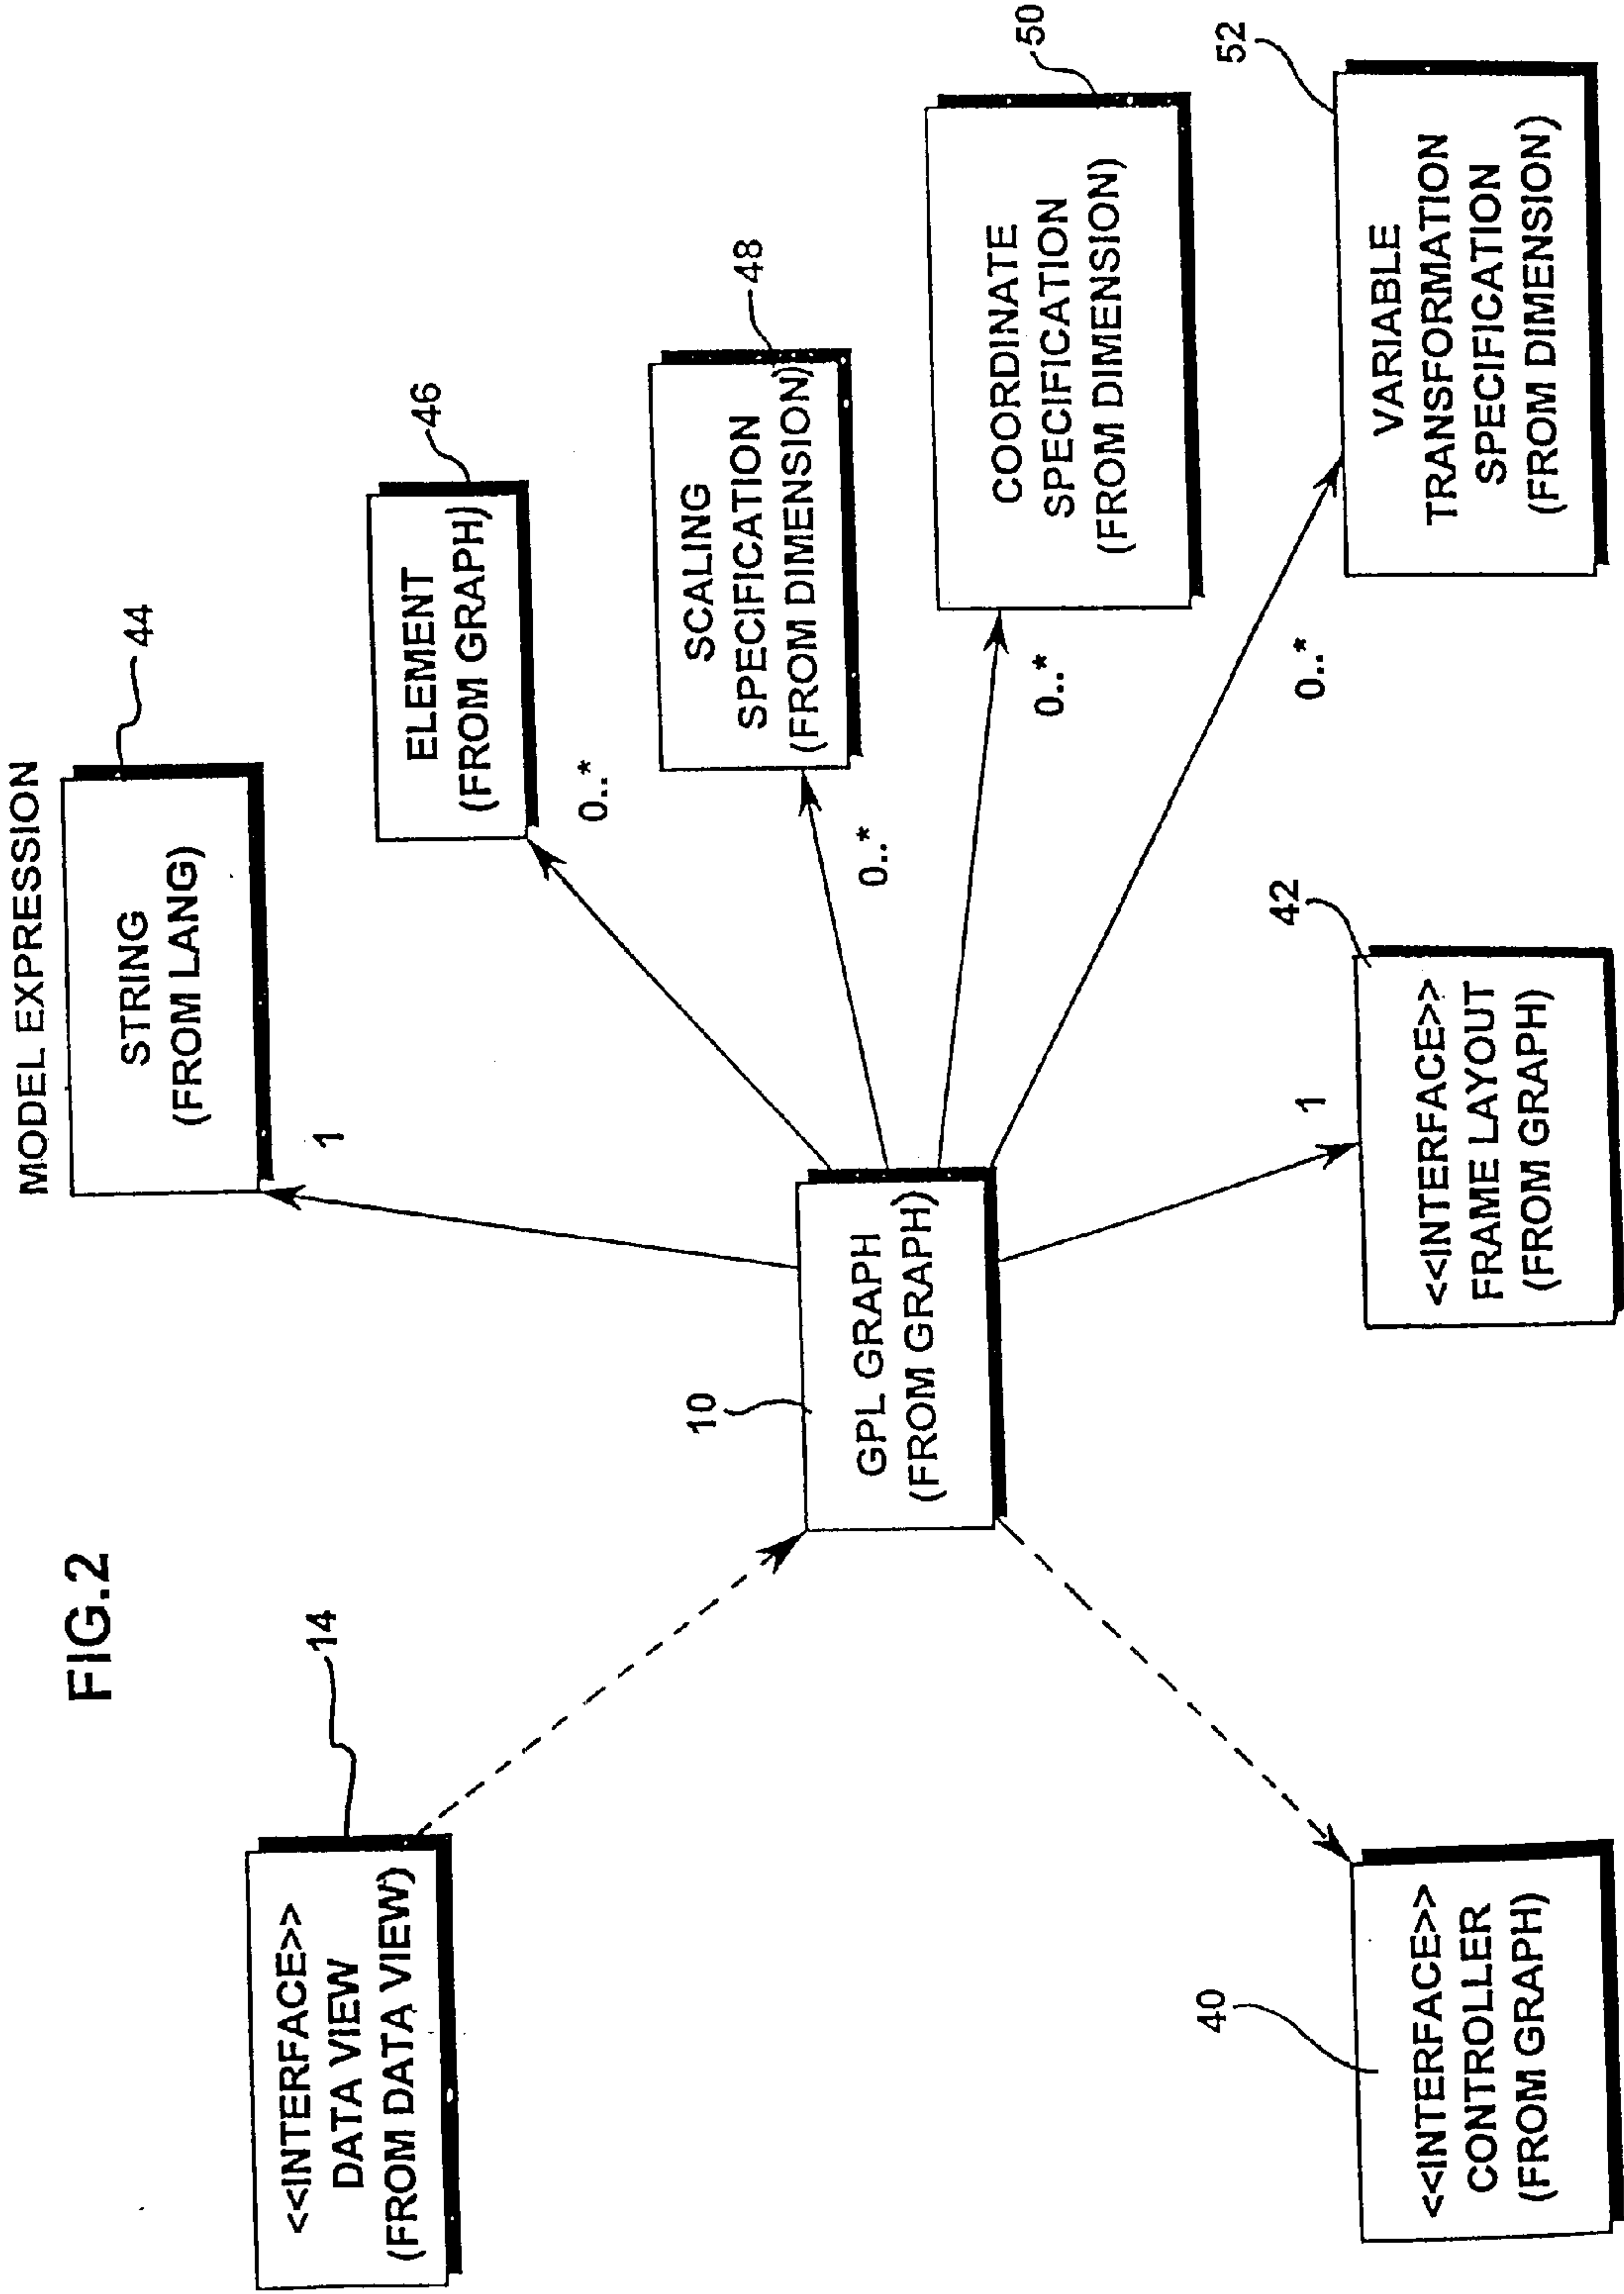 FIG.2
MODEL EXPRESSION
STRING
(FROM LANG)
44
1
<<INTERFACE>>
DATA VIEW
(FROM DATA VIEW)
14
ELEMENT
(FROM GRAPH)
46
0..*
SCALING
SPECIFICATION
(FROM DIMENSION)
48
0..*
10
GPL GRAPH
(FROM GRAPH)
COORDINATE
SPECIFICATION
(FROM DIMENSION)
50
0..*
40
<<INTERFACE>>
CONTROLLER
(FROM GRAPH)
1
42
<<INTERFACE>>
FRAME LAYOUT
(FROM GRAPH)
0..*
52
VARIABLE
TRANSFORMATION
SPECIFICATION
(FROM DIMENSION)